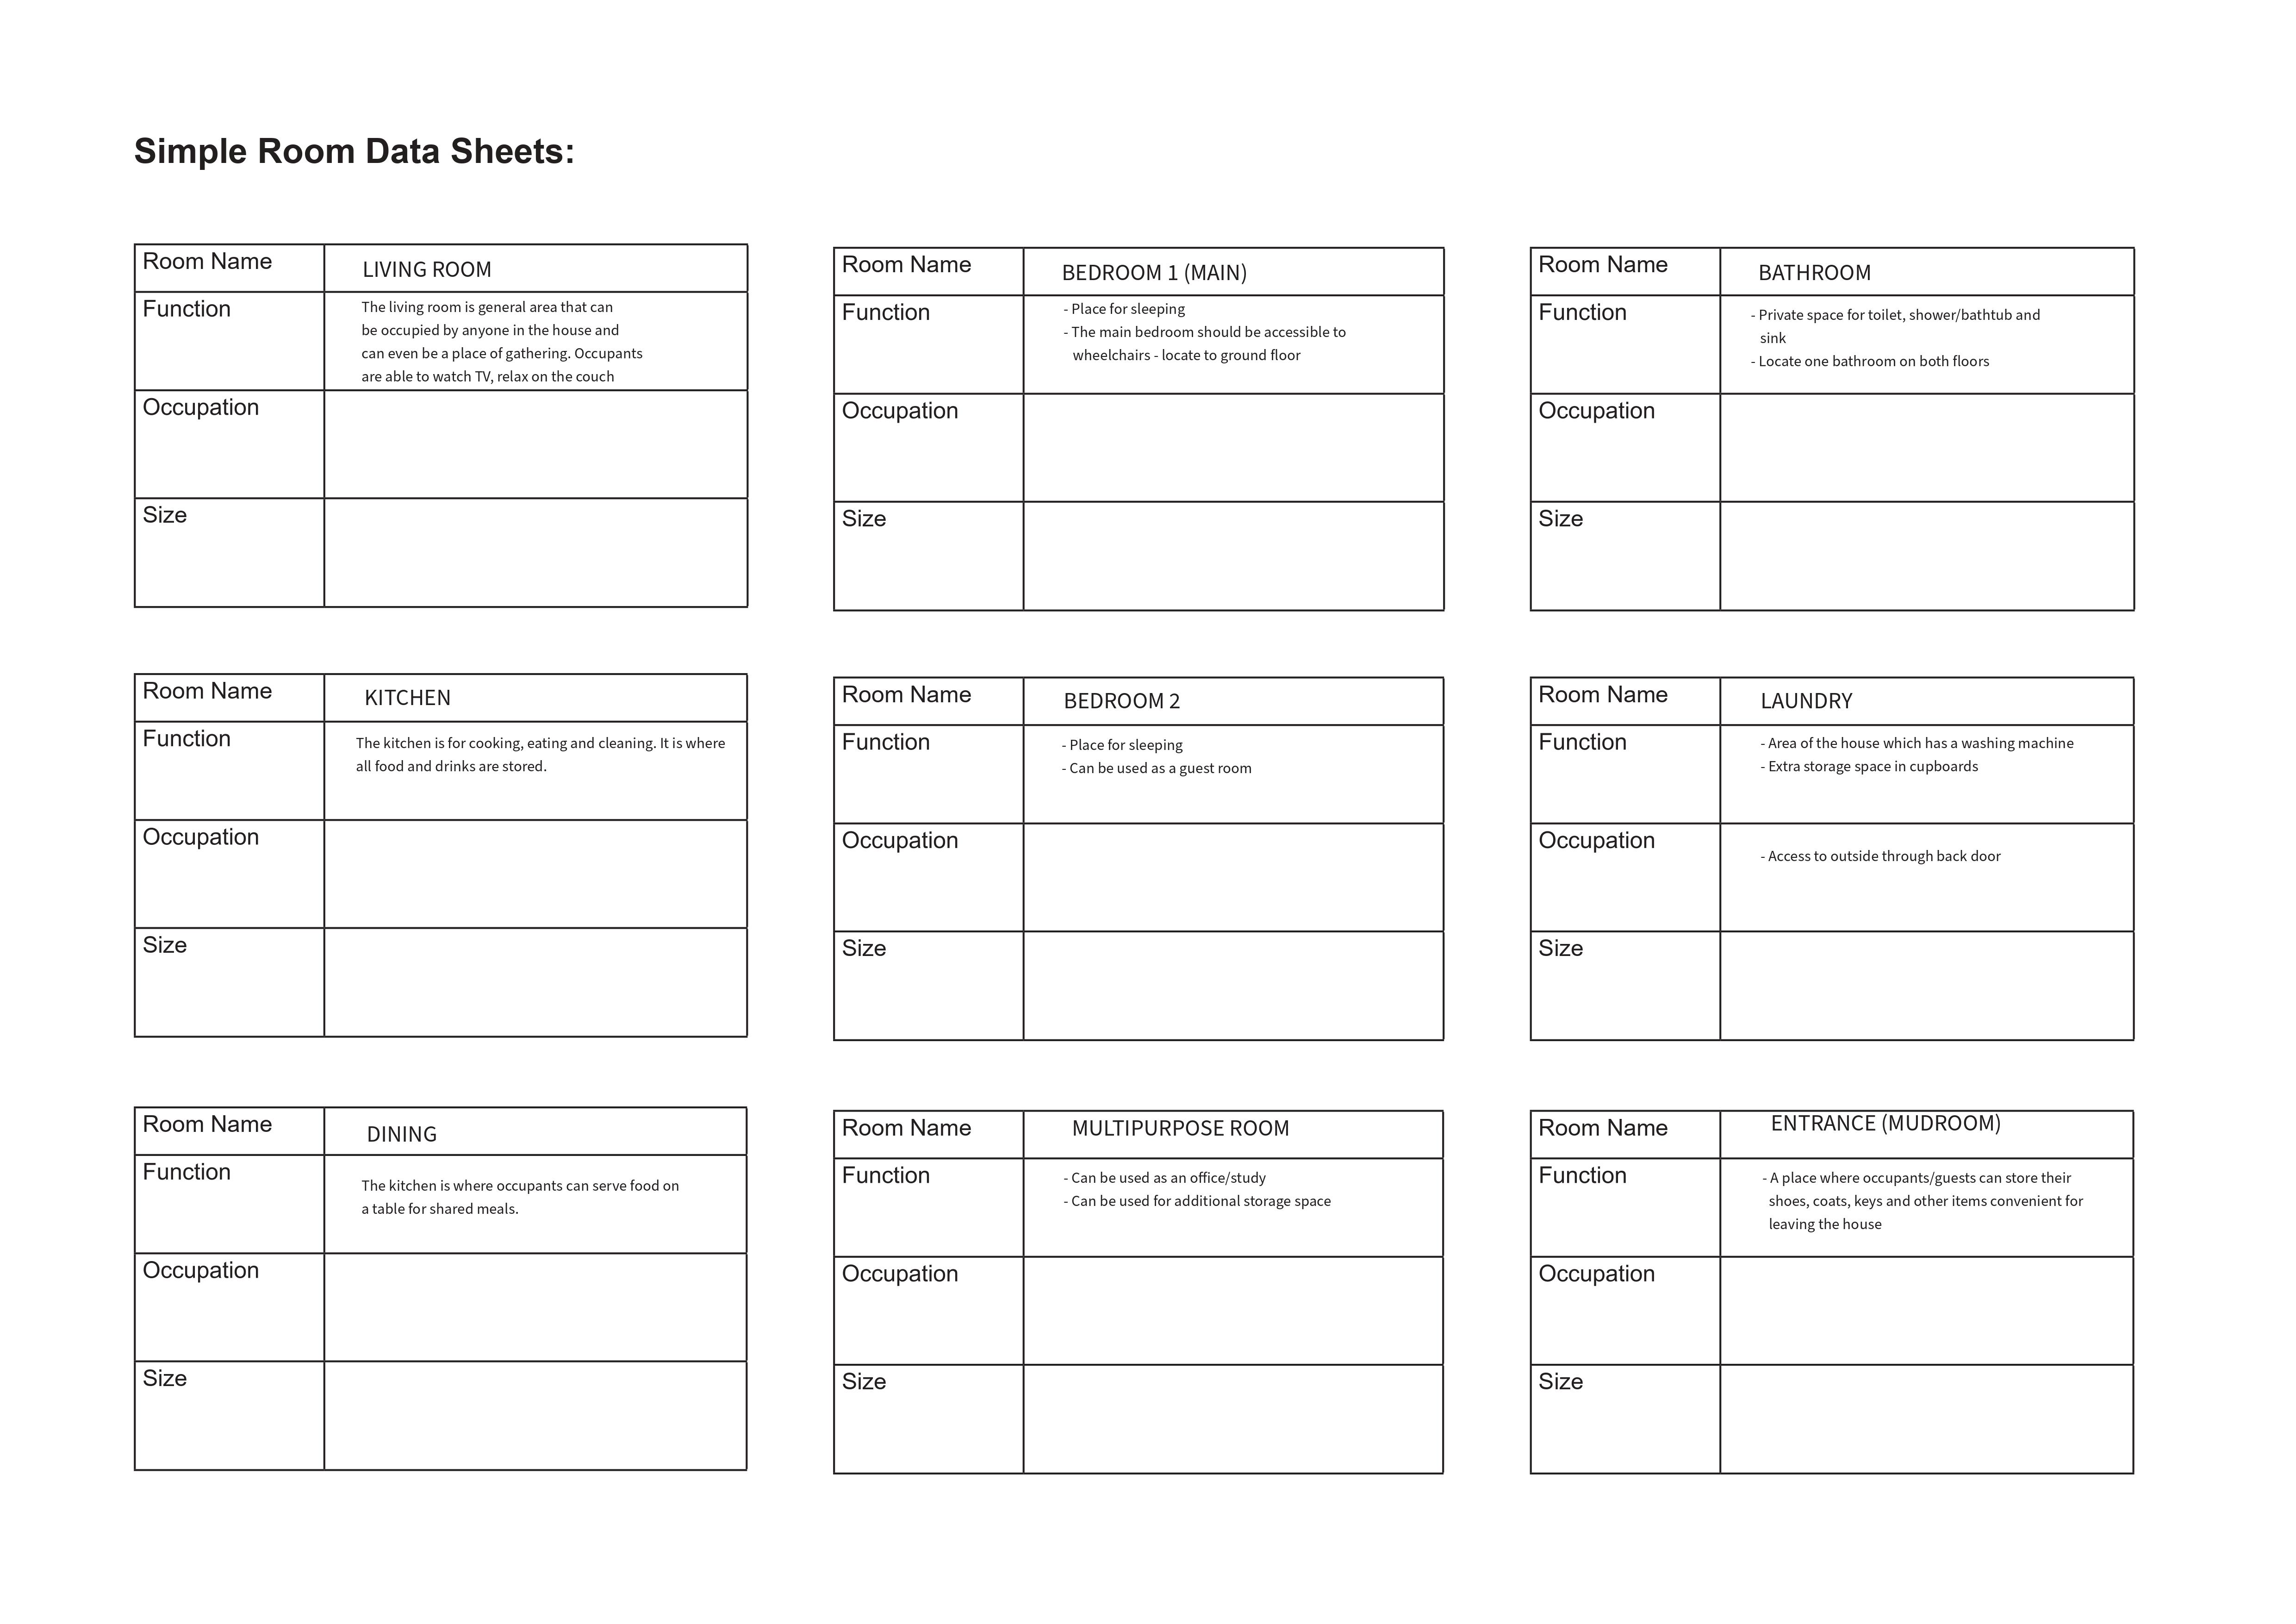 Simple Room Data Sheets:
Room Name
LIVING ROOM
Function
The living room is general area that can
be occupied by anyone in the house and
can even be a place of gathering. Occupants
are able to watch TV, relax on the couch
Occupation
Size
Room Name
BEDROOM 1 (MAIN)
Function
- Place for sleeping
- The main bedroom should be accessible to
wheelchairs - locate to ground floor
Occupation
Size
Room Name
BATHROOM
Function
- Private space for toilet, shower/bathtub and
sink
- Locate one bathroom on both floors
Occupation
Size
Room Name
KITCHEN
Function
The kitchen is for cooking, eating and cleaning. It is where
all food and drinks are stored.
Occupation
Size
Room Name
BEDROOM 2
Function
- Place for sleeping
- Can be used as a guest room
Occupation
Size
Room Name
LAUNDRY
Function
- Area of the house which has a washing machine
- Extra storage space in cupboards
Occupation
- Access to outside through back door
Size
Room Name
DINING
Function
The kitchen is where occupants can serve food on
a table for shared meals.
Occupation
Size
Room Name
MULTIPURPOSE ROOM
Function
- Can be used as an office/study
- Can be used for additional storage space
Occupation
Size
Room Name
ENTRANCE (MUDROOM)
Function
- A place where occupants/guests can store their
shoes, coats, keys and other items convenient for
leaving the house
Occupation
Size